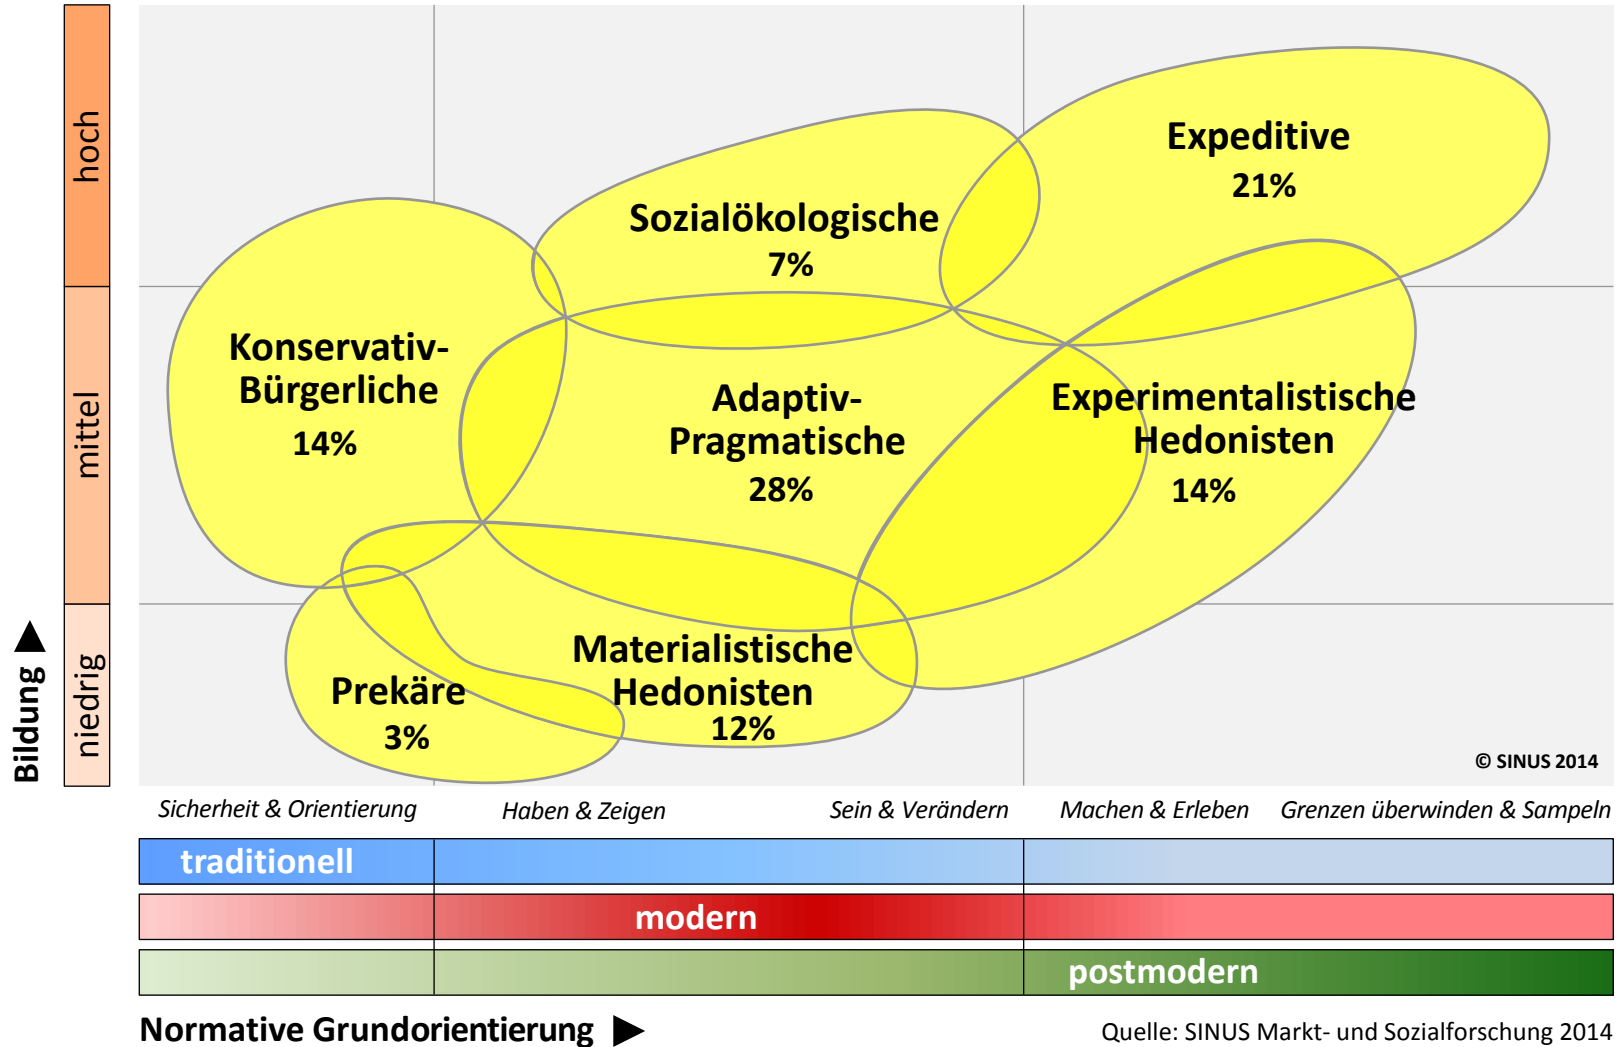 hoch
mittel
niedrig
Bildung ▶
Expeditive
21%
Sozialökologische
7%
Konservativ-
Bürgerliche
14%
Adaptiv-
Pragmatische
28%
Experimentalistische
Hedonisten
14%
Materialistische
Hedonisten
12%
Prekäre
3%
© SINUS 2014
Sicherheit & Orientierung
Haben & Zeigen
Sein & Verändern
Machen & Erleben
Grenzen überwinden & Sampeln
traditionell
modern
postmodern
Normative Grundorientierung ▶
Quelle: SINUS Markt- und Sozialforschung 2014